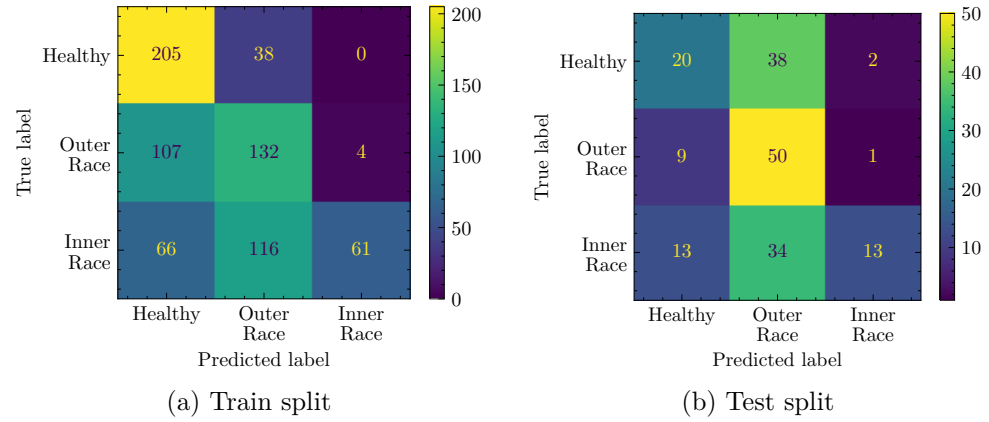 True label
Healthy
205 38 0
Outer
Race
107 132 4
Inner
Race
66 116 61
Healthy
Outer
Race
Inner
Race
Predicted label
200
150
100
50
0
(a) Train split
True label
Healthy
20 38 2
Outer
Race
9 50 1
Inner
Race
13 34 13
Healthy
Outer
Race
Inner
Race
Predicted label
50
40
30
20
10
(b) Test split